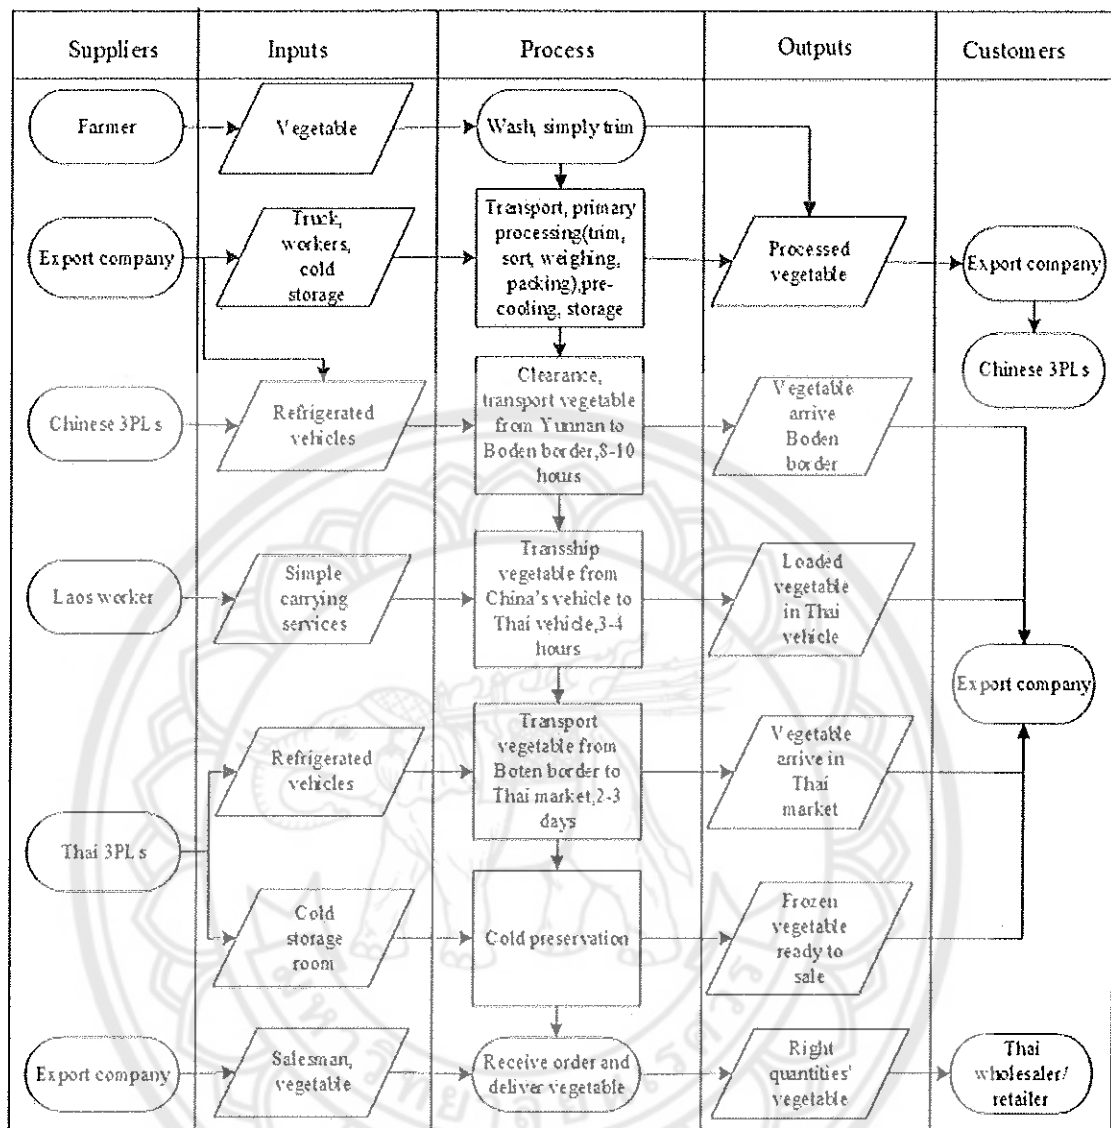 Suppliers
Inputs
Process
Outputs
Customers
Farmer
Vegetable
Wash, simply trim
Export company
Truck,
workers,
cold
storage
Transport, primary
processing(trim,
sort, weighing,
packing),pre-
cooling, storage
Processed
vegetable
Export company
Chinese 3PLs
Chinese 3PLs
Refrigerated
vehicles
Clearance,
transport vegetable
from Yunnan to
Boden border,8-10
hours
Vegetable
arrive
Boden
border
Laos worker
Simple
carrying
services
Transship
vegetable from
China's vehicle to
Thai vehicle,3-4
hours
Loaded
vegetable
in Thai
vehicle
Export company
Thai 3PLs
Refrigerated
vehicles
Transport
vegetable from
Boten border to
Thai market,2-3
days
Vegetable
arrive in
Thai
market
Cold
storage
room
Cold preservation
Frozen
vegetable
ready to
sale
Export company
Salesman,
vegetable
Receive order and
deliver vegetable
Right
quantities'
vegetable
Thai
wholesaler/
retailer